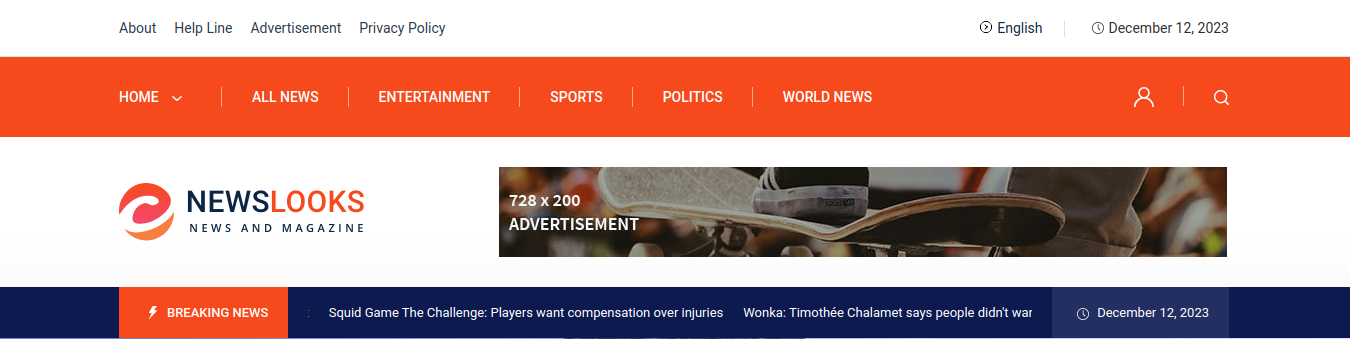 About Help Line Advertisement Privacy Policy English December 12, 2023
HOME ALL NEWS ENTERTAINMENT SPORTS POLITICS WORLD NEWS
NEWSLOOKS
NEWS AND MAGAZINE
728 x 200
ADVERTISEMENT
BREAKING NEWS Squid Game The Challenge: Players want compensation over injuries Wonka: Timothée Chalamet says people didn't war December 12, 2023